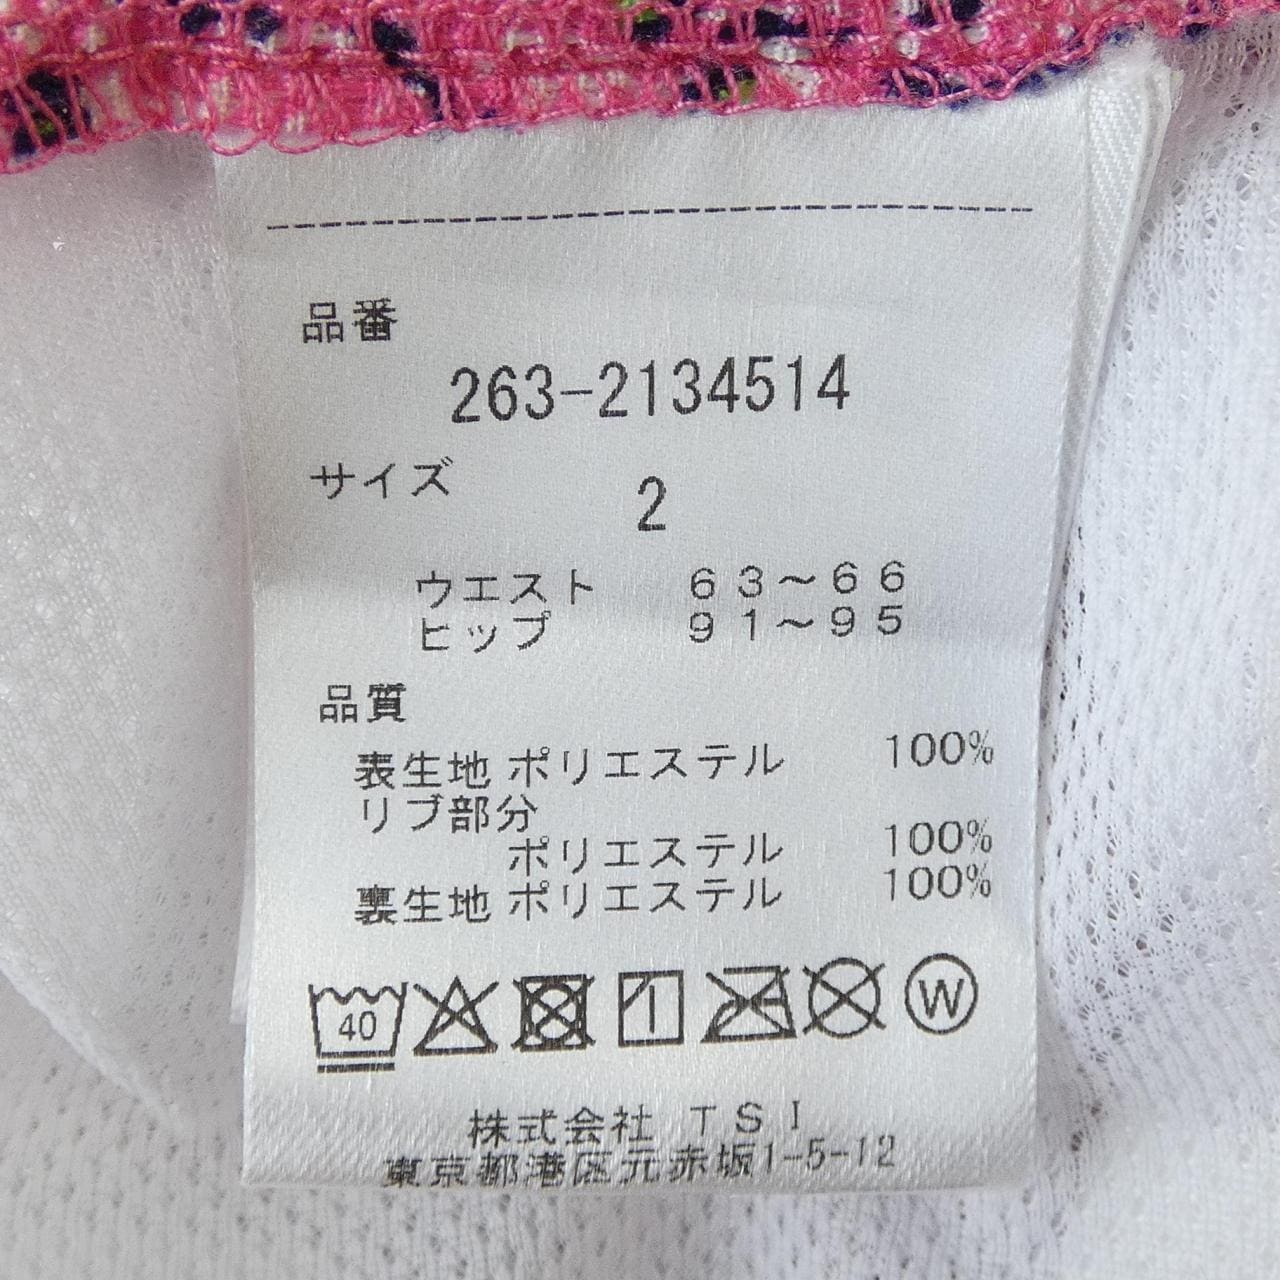 品番
263-2134514
サイズ 2
ウエスト 63〜66
ヒップ 91〜95
品質
表生地 ポリエステル 100%
リブ部分
ポリエステル 100%
裏生地 ポリエステル 100%
40 W
株式会社 TSI
東京都港区元赤坂1-5-12